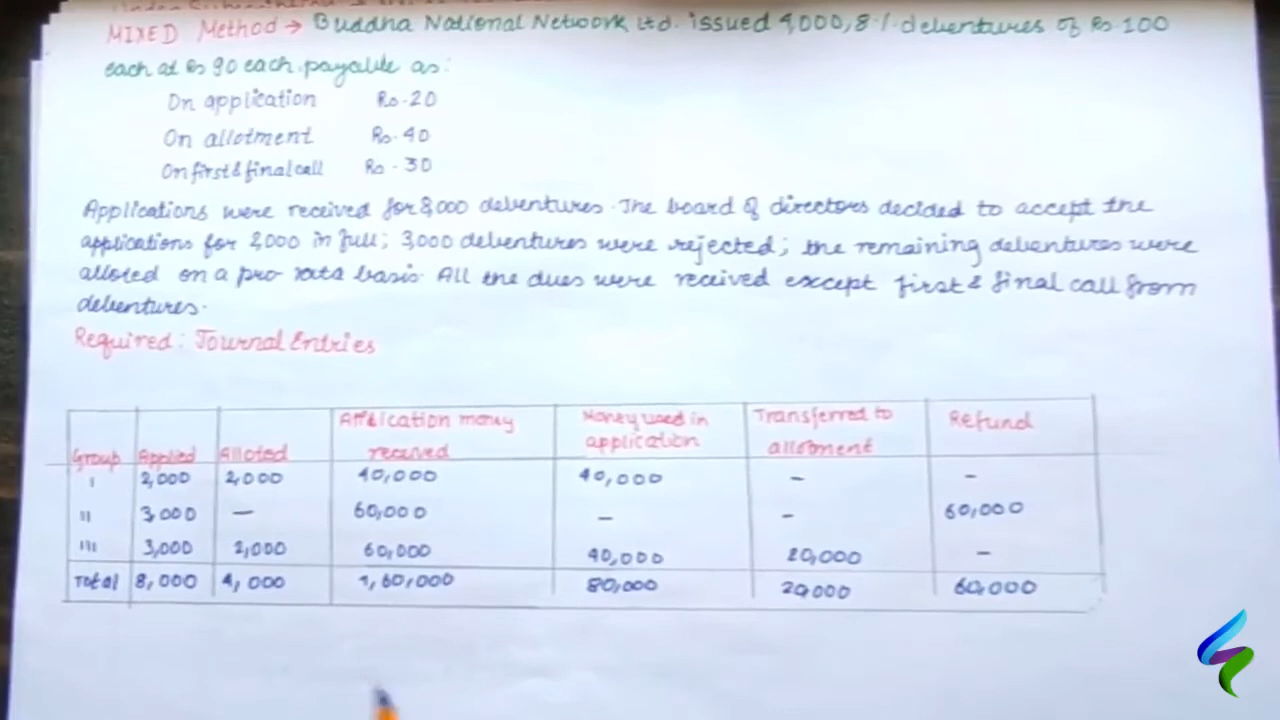 MIXED Method → Buddha National Network Ltd. issued 4,000, 8% debentures of Rs 100
each at Rs 90 each payable as:
On application Rs. 20
On allotment Rs. 40
On first & final call Rs. 30
Applications were received for 8,000 debentures. The board of directors decided to accept the
applications for 2,000 in full; 3,000 debentures were rejected; the remaining debentures were
alloted on a pro rata basis. All the dues were received except first & final call from
debentures.
Required: Journal Entries
Group Applied Alloted Application money received Money used in application Transferred to allotment Refund
I 2,000 2,000 40,000 40,000 - -
II 3,000 - 60,000 - - 60,000
III 3,000 2,000 60,000 40,000 20,000 -
Total 8,000 4,000 1,60,000 80,000 20,000 60,000